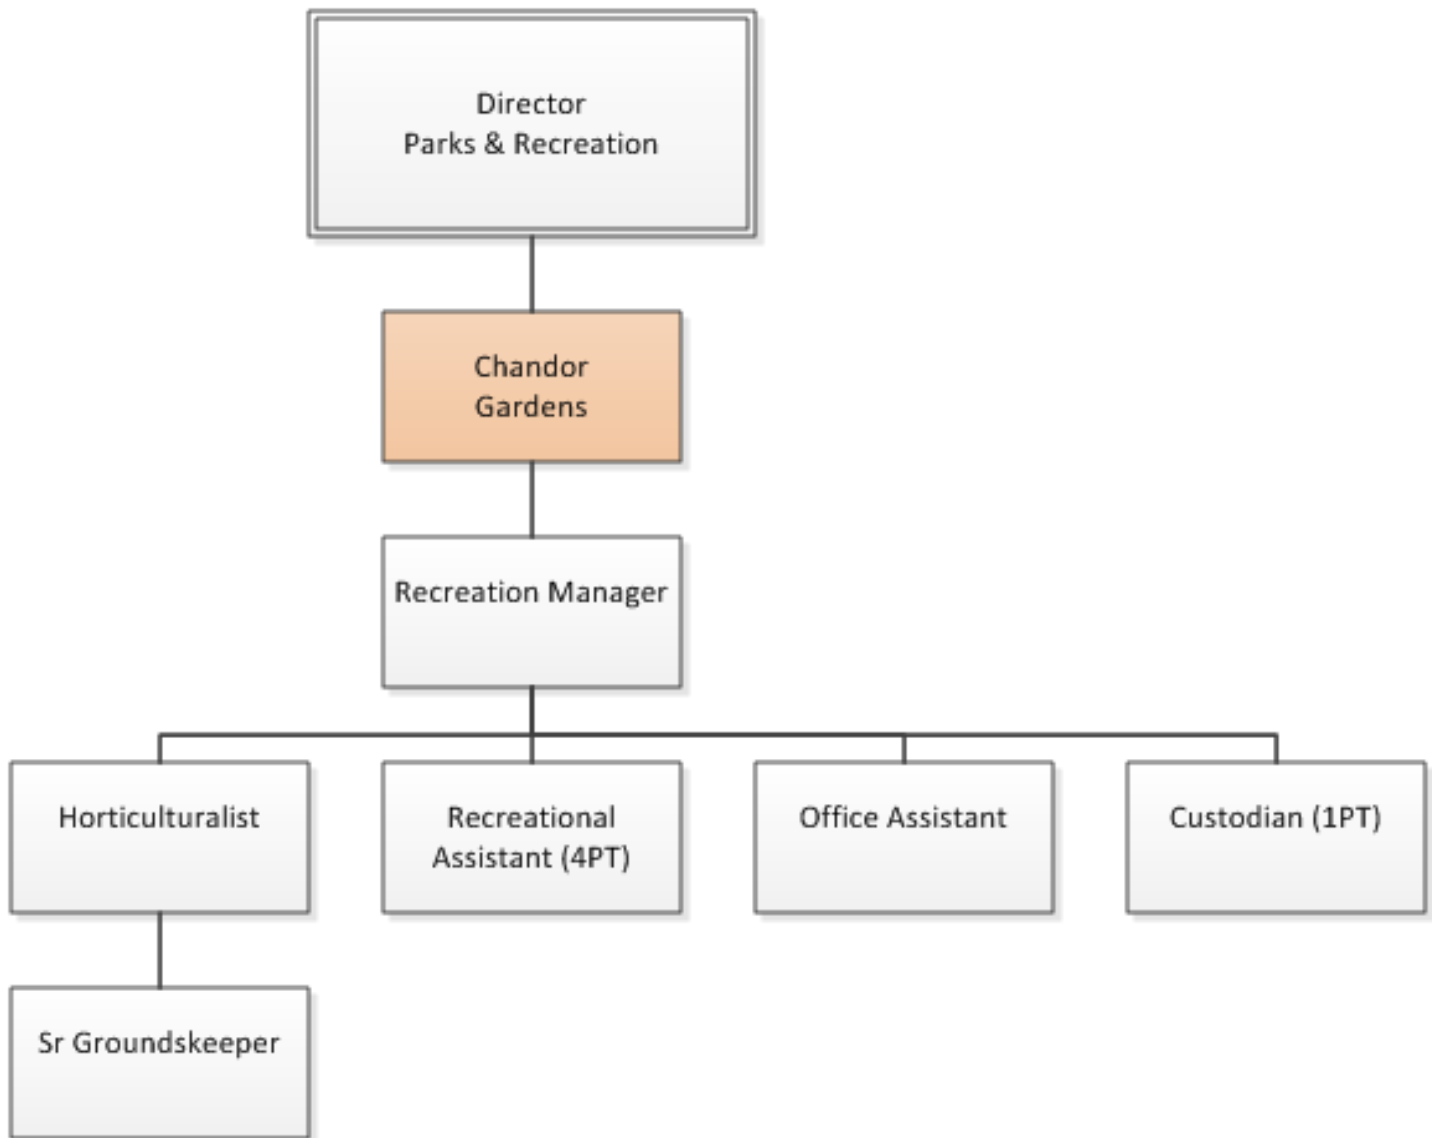 Director
Parks & Recreation
Chandor
Gardens
Recreation Manager
Horticulturalist
Recreational
Assistant (4PT)
Office Assistant
Custodian (1PT)
Sr Groundskeeper